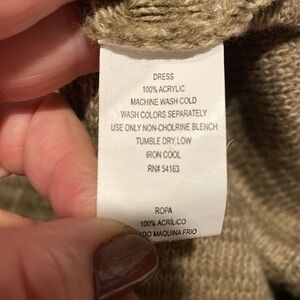 DRESS
100% ACRYLIC
MACHINE WASH COLD
WASH COLORS SEPARATELY
USE ONLY NON-CHOLRINE BLENCH
TUMBLE DRY, LOW
IRON COOL
RN# 54163
ROPA
100% ACRÍLICO
MAQUINA FRIO